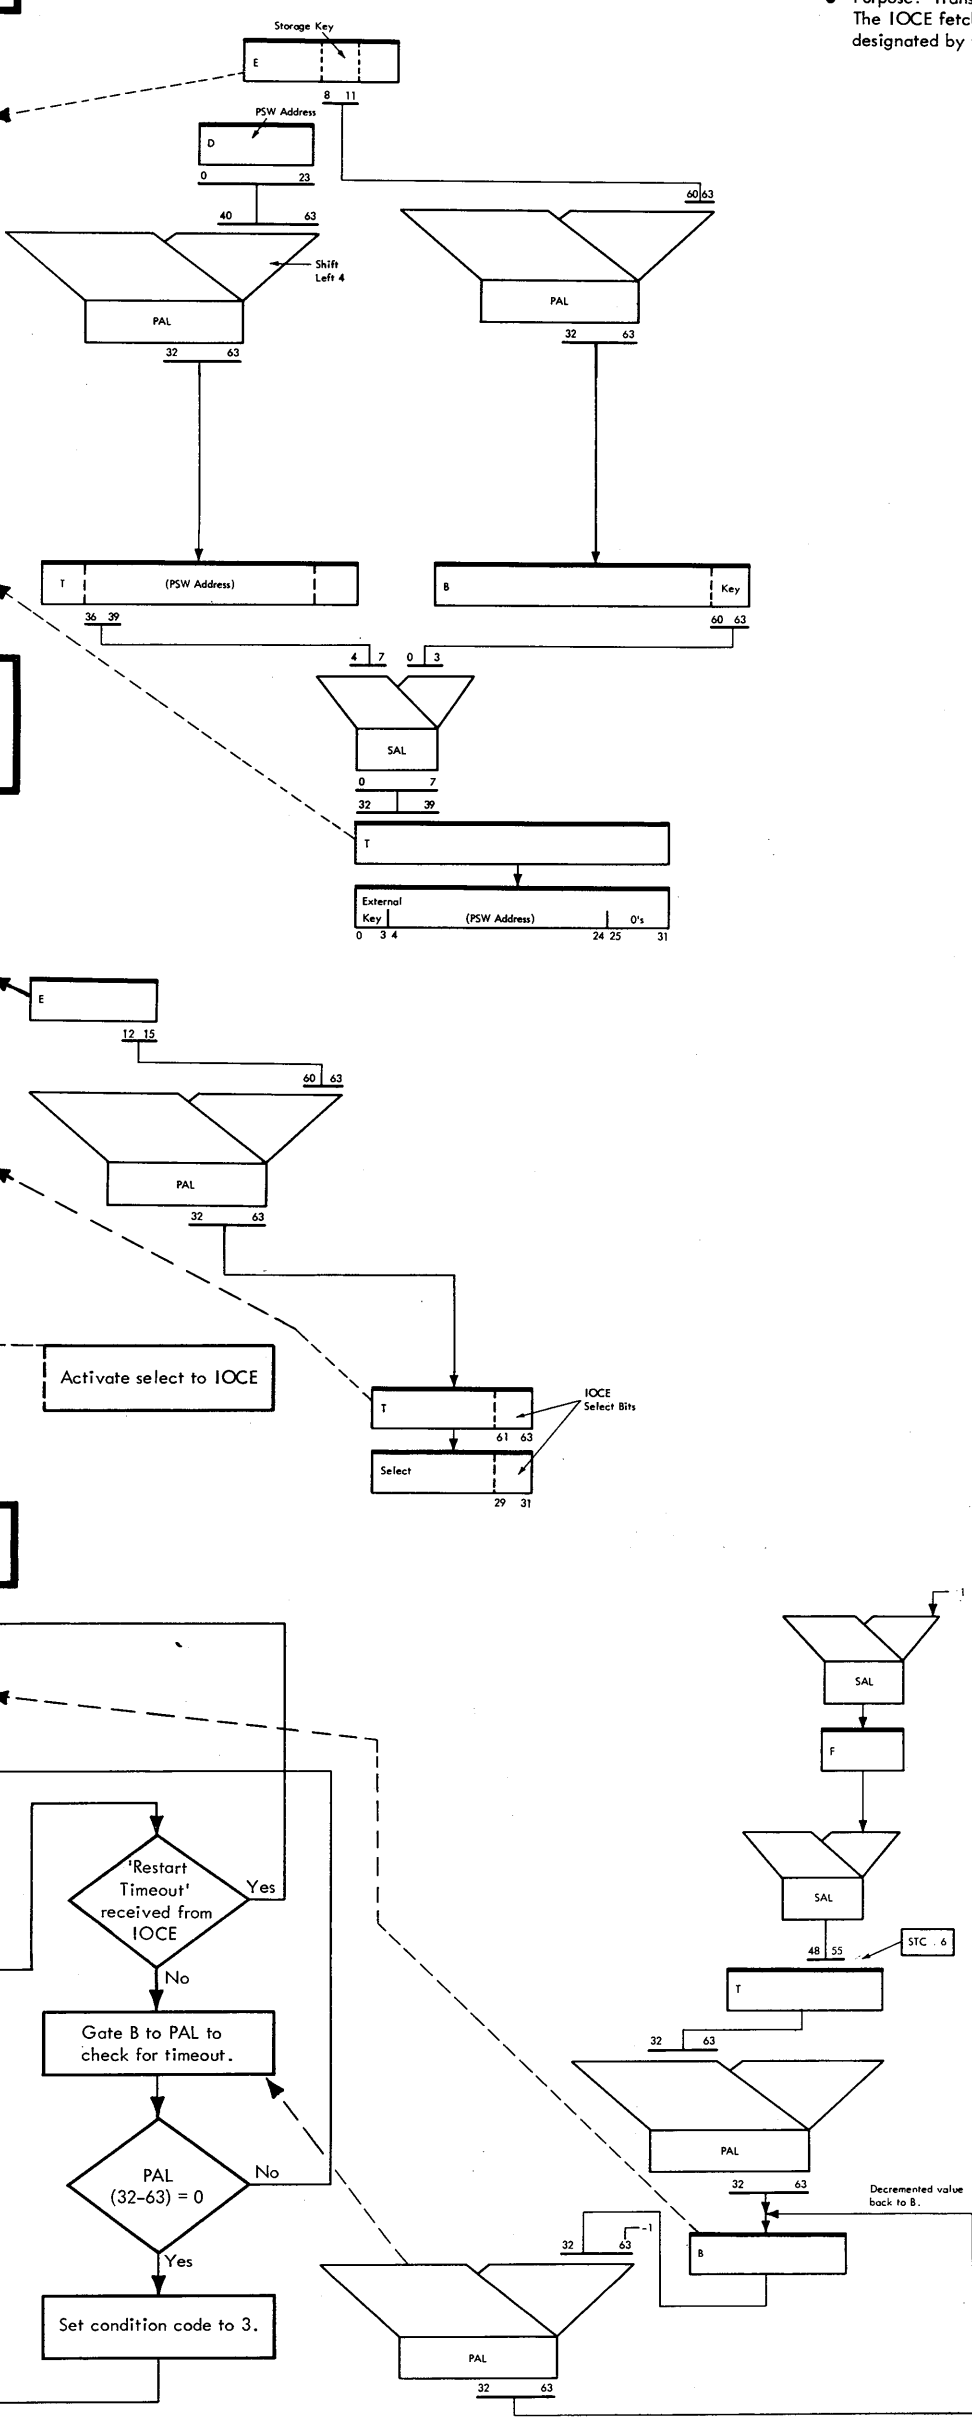 Purpose: Trans
The IOCE fetch
designated by
Storage Key
E
8 11
PSW Address
D
0 23
40 63
60 63
Shift
Left 4
PAL
PAL
32 63
32 63
T (PSW Address)
B Key
36 39
60 63
4 7 0 3
SAL
0 7
32 39
T
External
Key (PSW Address) 0's
0 3 4 24 25 31
E
12 15
60 63
PAL
32 63
Activate select to IOCE
IOCE
Select Bits
T
61 63
Select
29 31
1
SAL
F
'Restart
Timeout'
received from
IOCE
Yes
No
SAL
48 55
STC 6
T
Gate B to PAL to
check for timeout.
32 63
PAL
PAL
(32-63) = 0
No
Yes
32 63
Decremented value
back to B.
32 63 -1
B
Set condition code to 3.
PAL
32 63